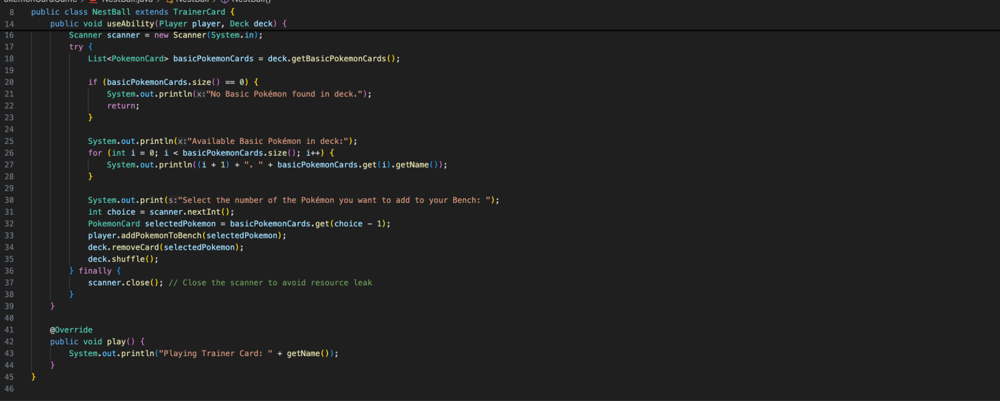 okemonCardGame > NestBall.java > NestBall > NestBall()
8 public class NestBall extends TrainerCard {
14 public void useAbility(Player player, Deck deck) {
16 Scanner scanner = new Scanner(System.in);
17 try {
18 List<PokemonCard> basicPokemonCards = deck.getBasicPokemonCards();
19
20 if (basicPokemonCards.size() == 0) {
21 System.out.println(x:"No Basic Pokémon found in deck.");
22 return;
23 }
24
25 System.out.println(x:"Available Basic Pokémon in deck:");
26 for (int i = 0; i < basicPokemonCards.size(); i++) {
27 System.out.println((i + 1) + ". " + basicPokemonCards.get(i).getName());
28 }
29
30 System.out.print(s:"Select the number of the Pokémon you want to add to your Bench: ");
31 int choice = scanner.nextInt();
32 PokemonCard selectedPokemon = basicPokemonCards.get(choice - 1);
33 player.addPokemonToBench(selectedPokemon);
34 deck.removeCard(selectedPokemon);
35 deck.shuffle();
36 } finally {
37 scanner.close(); // Close the scanner to avoid resource leak
38 }
39 }
40
41 @Override
42 public void play() {
43 System.out.println("Playing Trainer Card: " + getName());
44 }
45 }
46